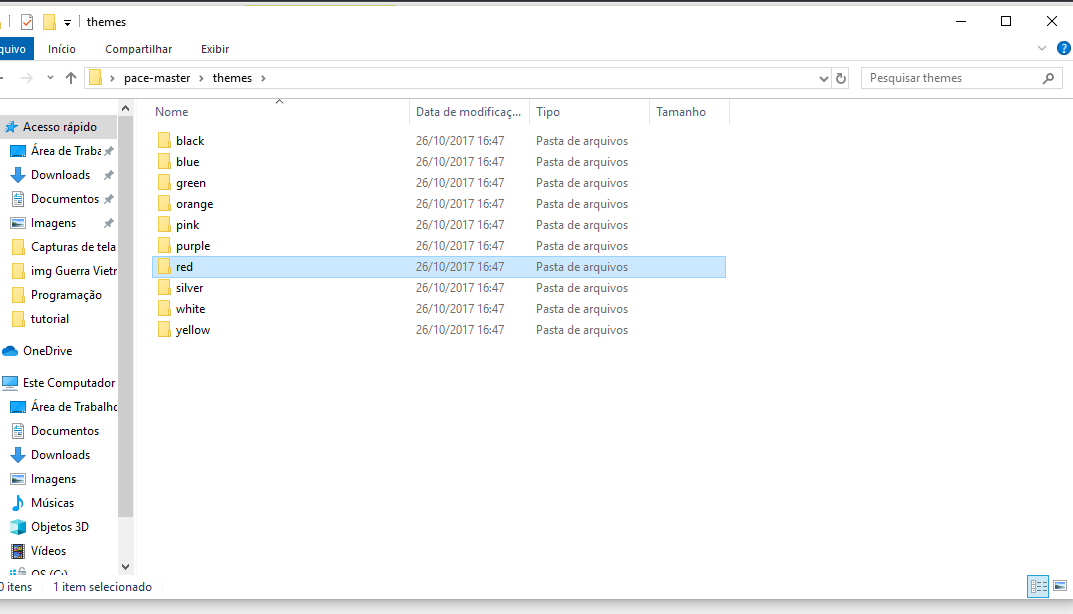 themes
quivo Início Compartilhar Exibir
pace-master themes
Pesquisar themes
Nome Data de modificaç... Tipo Tamanho
black 26/10/2017 16:47 Pasta de arquivos
blue 26/10/2017 16:47 Pasta de arquivos
green 26/10/2017 16:47 Pasta de arquivos
orange 26/10/2017 16:47 Pasta de arquivos
pink 26/10/2017 16:47 Pasta de arquivos
purple 26/10/2017 16:47 Pasta de arquivos
red 26/10/2017 16:47 Pasta de arquivos
silver 26/10/2017 16:47 Pasta de arquivos
white 26/10/2017 16:47 Pasta de arquivos
yellow 26/10/2017 16:47 Pasta de arquivos
Acesso rápido
Área de Traba
Downloads
Documentos
Imagens
Capturas de tela
img Guerra Vietr
Programação
tutorial
OneDrive
Este Computador
Área de Trabalho
Documentos
Downloads
Imagens
Músicas
Objetos 3D
Vídeos
OS (C:)
0 itens 1 item selecionado